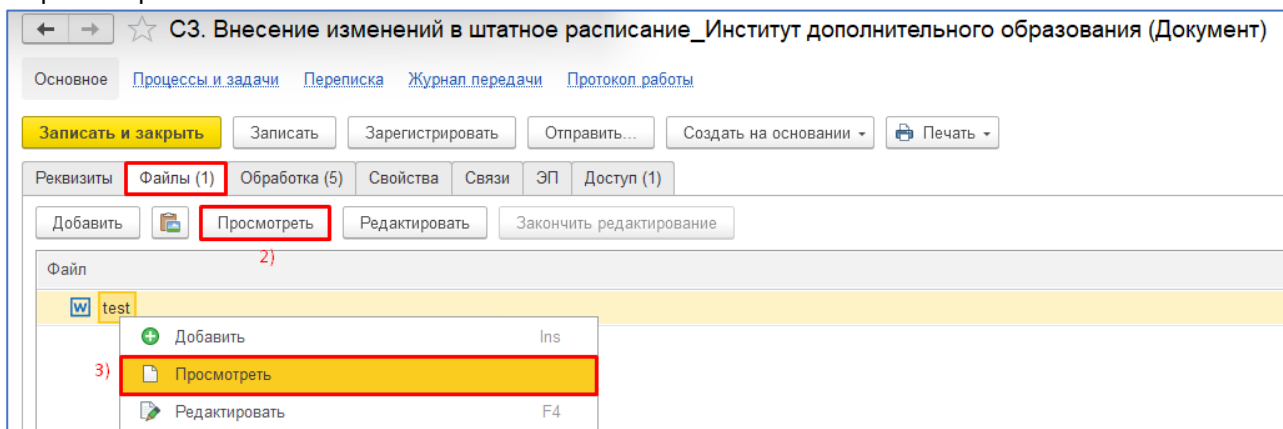 СЗ. Внесение изменений в штатное расписание_Институт дополнительного образования (Документ)
Основное Процессы и задачи Переписка Журнал передачи Протокол работы
Записать и закрыть Записать Зарегистрировать Отправить... Создать на основании Печать
Реквизиты Файлы (1) Обработка (5) Свойства Связи ЭП Доступ (1)
Добавить Просмотреть Редактировать Закончить редактирование
2)
Файл
test
Добавить Ins
3) Просмотреть
Редактировать F4